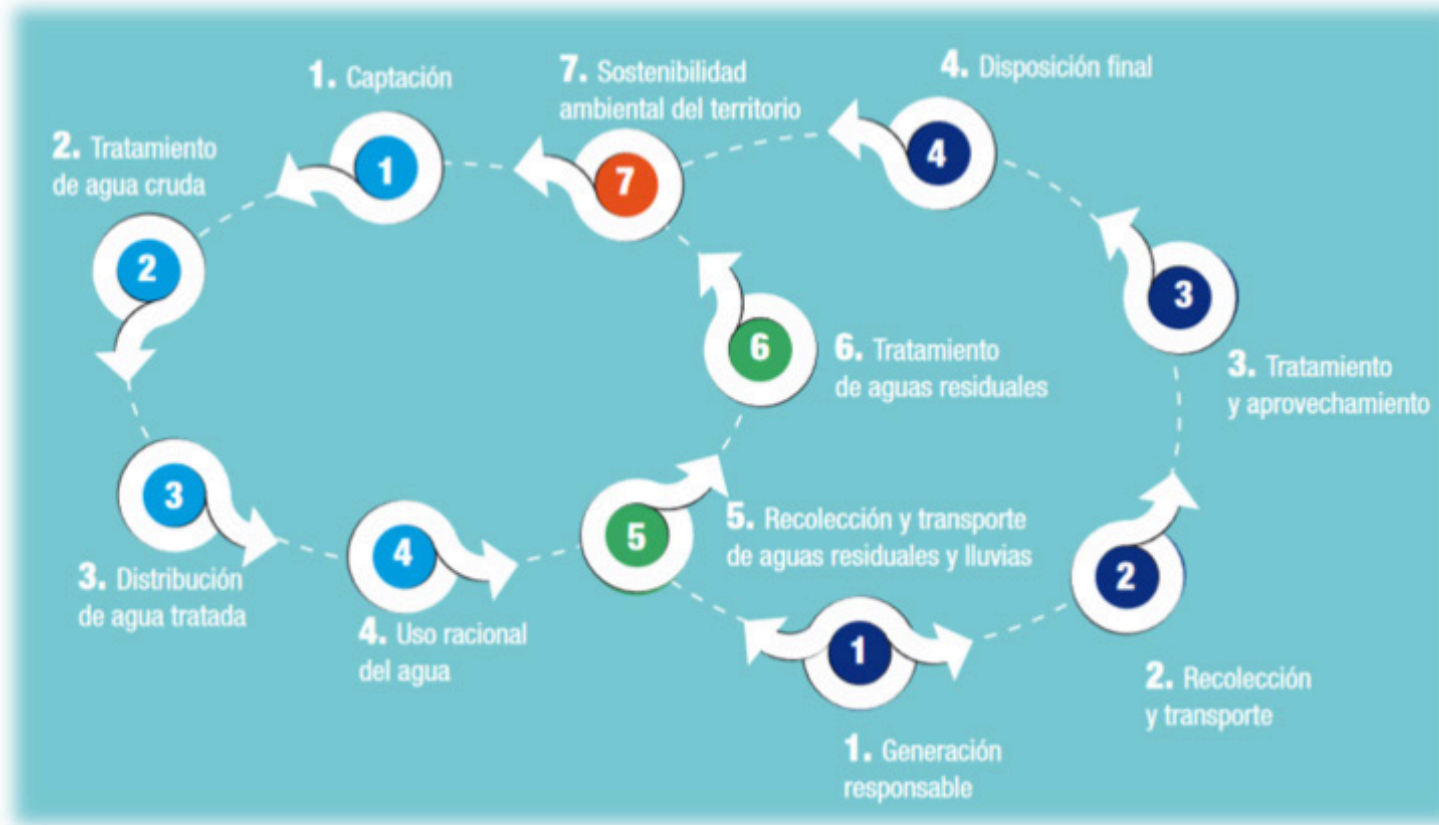 1. Captación
1
2. Tratamiento
de agua cruda
2
3
3. Distribución
de agua tratada
4
4. Uso racional
del agua
5
5. Recolección y transporte
de aguas residuales y lluvias
6
6. Tratamiento
de aguas residuales
7. Sostenibilidad
ambiental del territorio
7
1
1. Generación
responsable
2
2. Recolección
y transporte
3
3. Tratamiento
y aprovechamiento
4. Disposición final
4